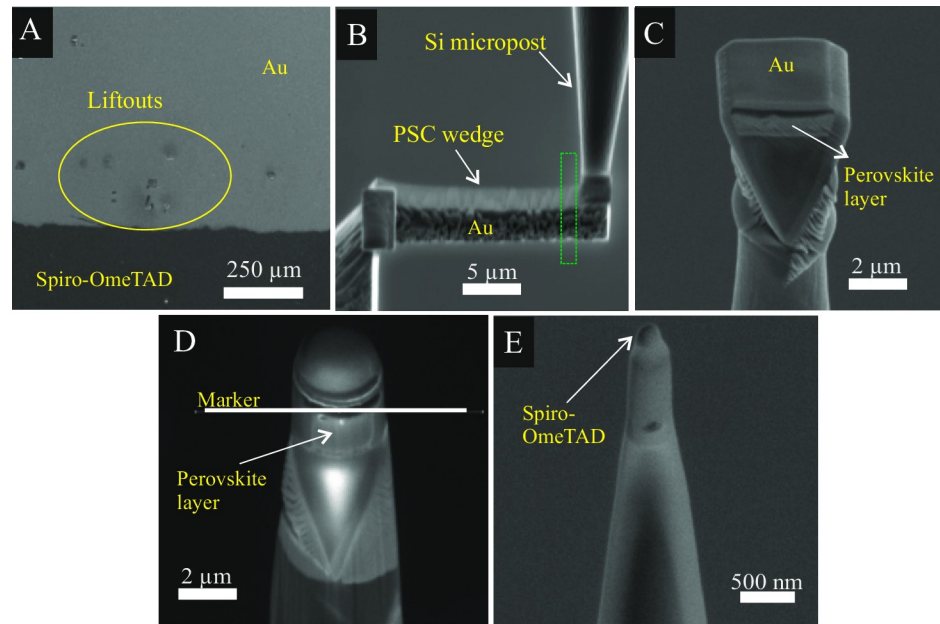 A
Au
Liftouts
Spiro-OmeTAD
250 µm
B
Si micropost
PSC wedge
Au
5 µm
C
Au
Perovskite
layer
2 µm
D
Marker
Perovskite
layer
2 µm
E
Spiro-
OmeTAD
500 nm